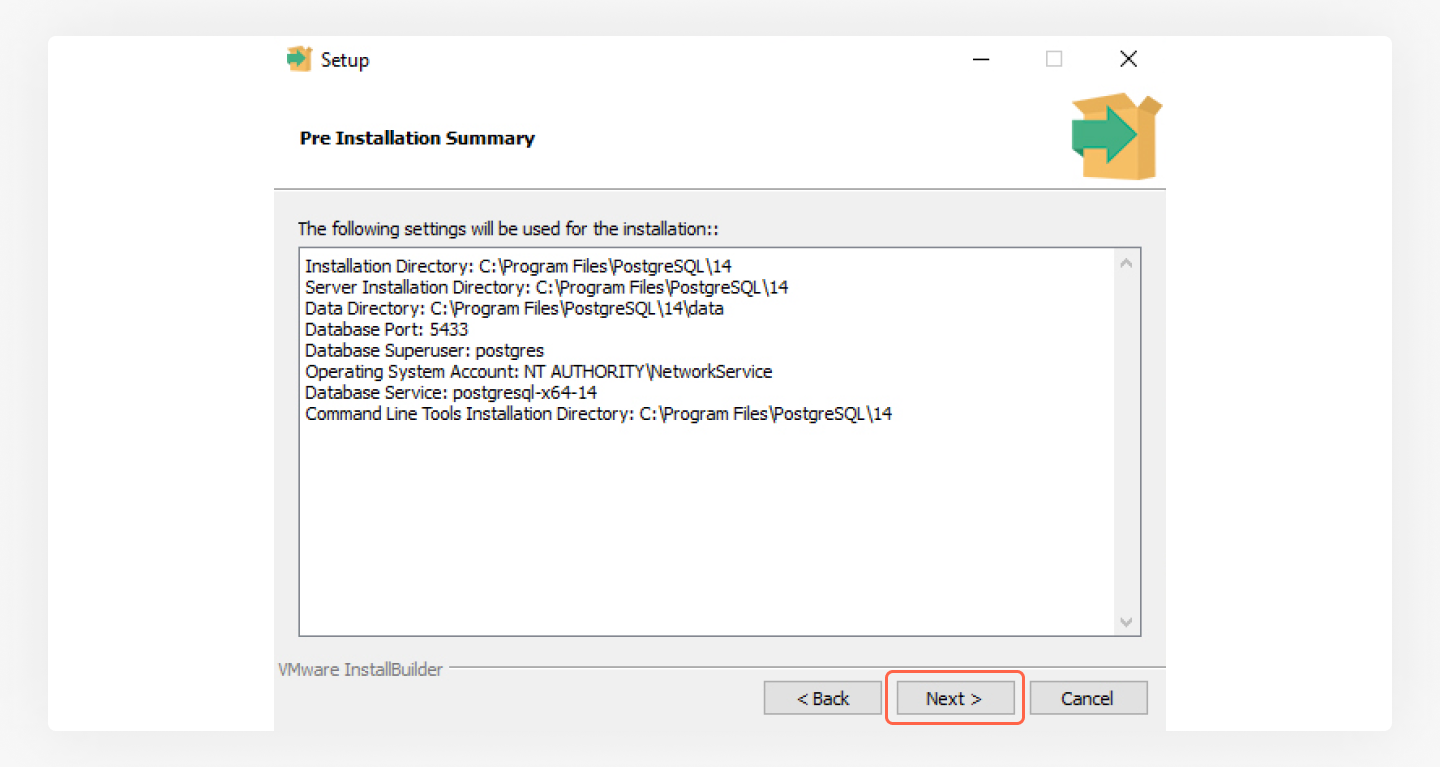 Setup
Pre Installation Summary
The following settings will be used for the installation::
Installation Directory: C:\Program Files\PostgreSQL\14
Server Installation Directory: C:\Program Files\PostgreSQL\14
Data Directory: C:\Program Files\PostgreSQL\14\data
Database Port: 5433
Database Superuser: postgres
Operating System Account: NT AUTHORITY\NetworkService
Database Service: postgresql-x64-14
Command Line Tools Installation Directory: C:\Program Files\PostgreSQL\14
VMware InstallBuilder
< Back
Next >
Cancel